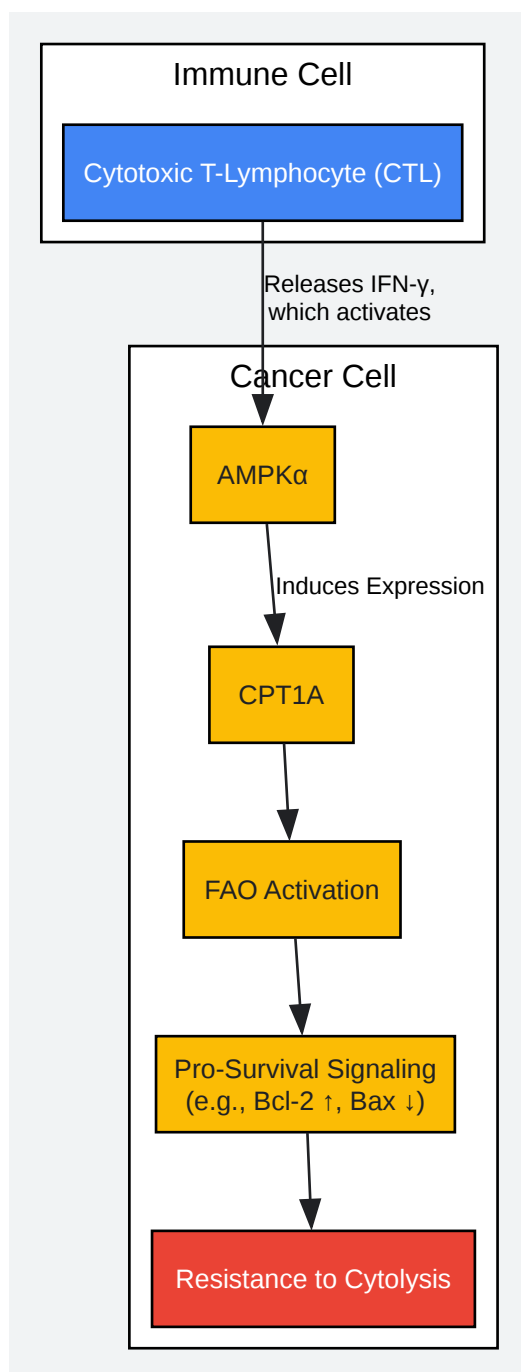 Immune Cell
Cytotoxic T-Lymphocyte (CTL)
Releases IFN-γ,
which activates
Cancer Cell
AMPKα
Induces Expression
CPT1A
FAO Activation
Pro-Survival Signaling
(e.g., Bcl-2 ↑, Bax ↓)
Resistance to Cytolysis